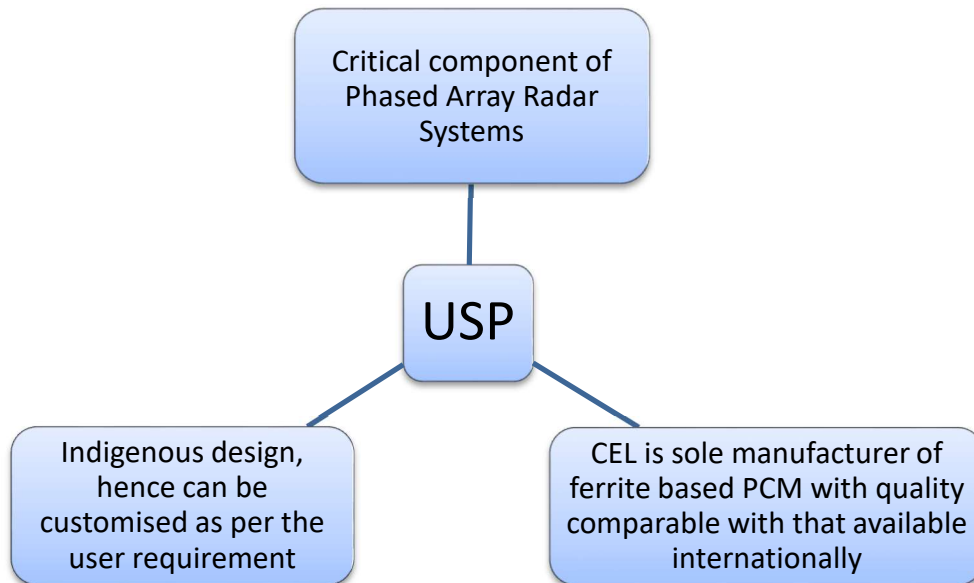 Critical component of
Phased Array Radar
Systems
USP
Indigenous design,
hence can be
customised as per the
user requirement
CEL is sole manufacturer of
ferrite based PCM with quality
comparable with that available
internationally